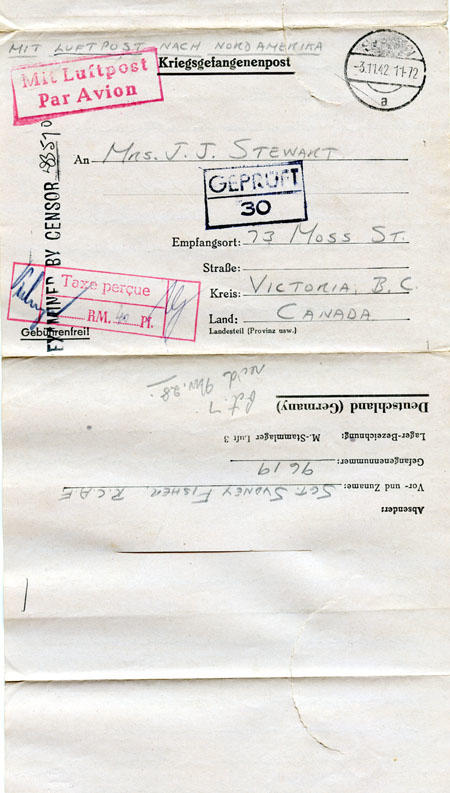 MIT LUFTPOST NACH NORDAMERIKA
Mit Luftpost
Par Avion
Kriegsgefangenenpost
-3.11.42 11-12
a
An Mrs. J. J. STEWART
GEPRÜFT
30
EXAMINED BY CENSOR
Empfangsort: 73 MOSS ST.
Straße:
Kreis: VICTORIA, B.C.
Land: CANADA
Landesteil (Provinz usw.)
Taxe perçue
RM. 40 Pf.
Gebührenfrei!
Absender:
Vor- und Zuname: SGT. SYDNEY FISHER, R.C.A.F.
Gefangenennummer: 9619
Lager-Bezeichnung: M.-Stammlager Luft 3
Deutschland (Germany)